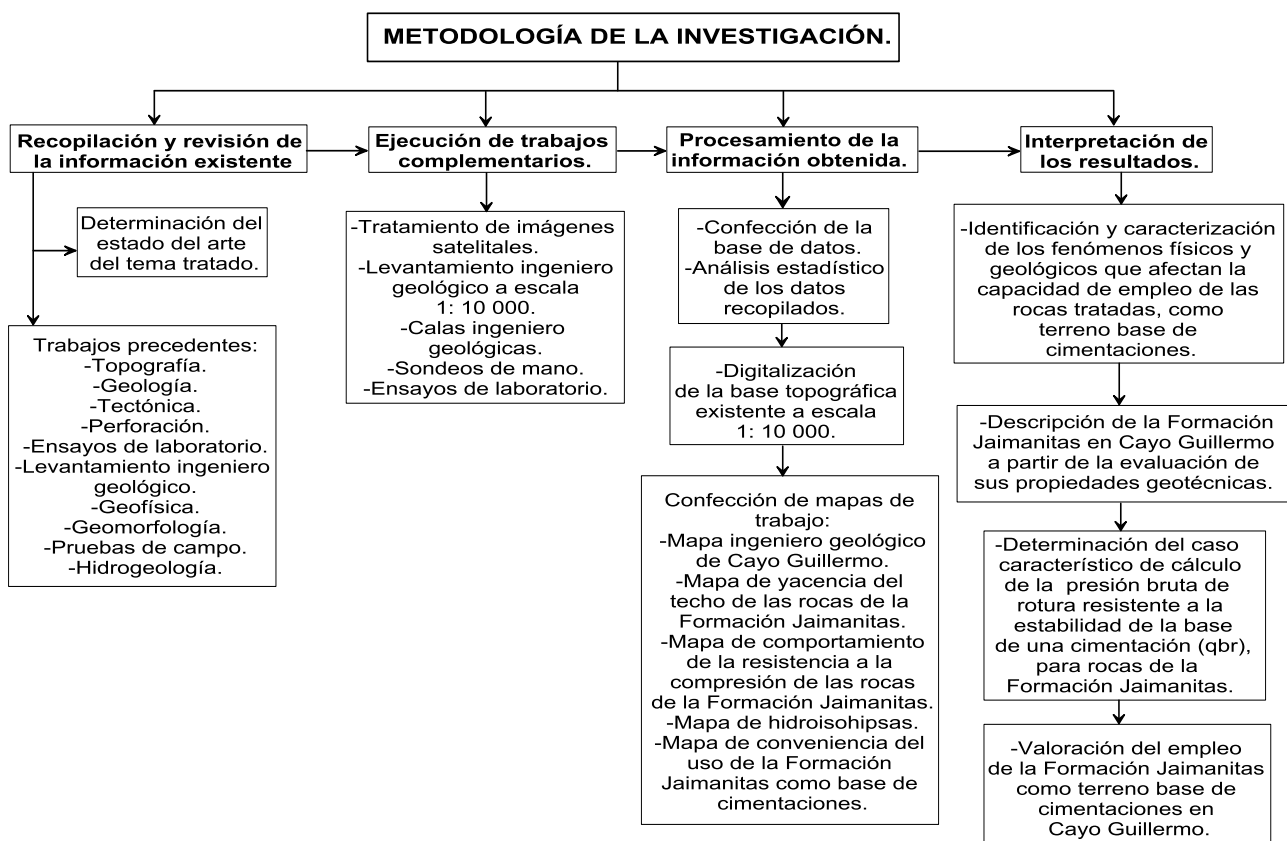 METODOLOGÍA DE LA INVESTIGACIÓN.
Recopilación y revisión de
la información existente
Determinación del
estado del arte
del tema tratado.
Trabajos precedentes:
-Topografía.
-Geología.
-Tectónica.
-Perforación.
-Ensayos de laboratorio.
-Levantamiento ingeniero
geológico.
-Geofísica.
-Geomorfología.
-Pruebas de campo.
-Hidrogeología.
Ejecución de trabajos
complementarios.
-Tratamiento de imágenes
satelitales.
-Levantamiento ingeniero
geológico a escala
1: 10 000.
-Calas ingeniero
geológicas.
-Sondeos de mano.
-Ensayos de laboratorio.
Procesamiento de la
información obtenida.
-Confección de la
base de datos.
-Análisis estadístico
de los datos
recopilados.
-Digitalización
de la base topográfica
existente a escala
1: 10 000.
Confección de mapas de
trabajo:
-Mapa ingeniero geológico
de Cayo Guillermo.
-Mapa de yacencia del
techo de las rocas de la
Formación Jaimanitas.
-Mapa de comportamiento
de la resistencia a la
compresión de las rocas
de la Formación Jaimanitas.
-Mapa de hidroisohipsas.
-Mapa de conveniencia del
uso de la Formación
Jaimanitas como base de
cimentaciones.
Interpretación de
los resultados.
-Identificación y caracterización
de los fenómenos físicos y
geológicos que afectan la
capacidad de empleo de las
rocas tratadas, como
terreno base de
cimentaciones.
-Descripción de la Formación
Jaimanitas en Cayo Guillermo
a partir de la evaluación de
sus propiedades geotécnicas.
-Determinación del caso
característico de cálculo
de la presión bruta de
rotura resistente a la
estabilidad de la base
de una cimentación (qbr),
para rocas de la
Formación Jaimanitas.
-Valoración del empleo
de la Formación Jaimanitas
como terreno base de
cimentaciones en
Cayo Guillermo.